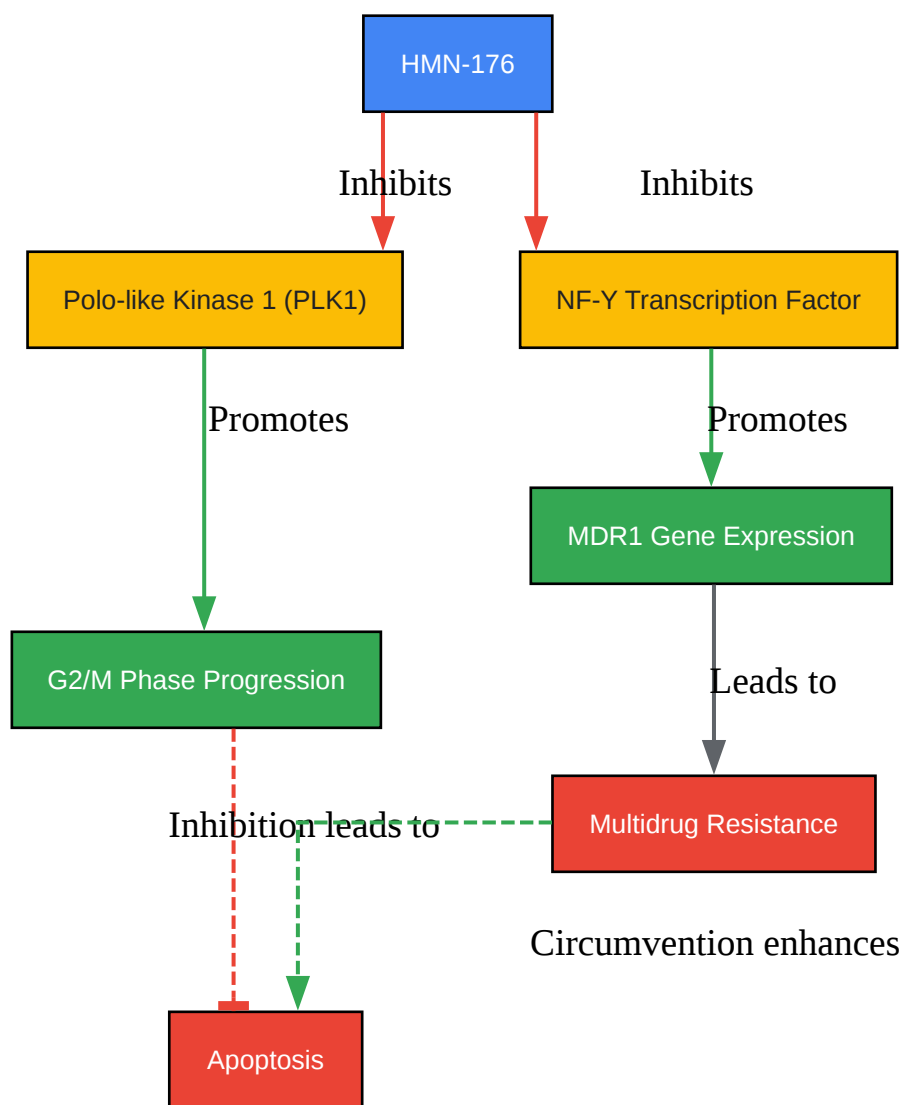 HMN-176
Inhibits
Inhibits
Polo-like Kinase 1 (PLK1)
NF-Y Transcription Factor
Promotes
Promotes
MDR1 Gene Expression
G2/M Phase Progression
Leads to
Inhibition leads to
Multidrug Resistance
Circumvention enhances
Apoptosis